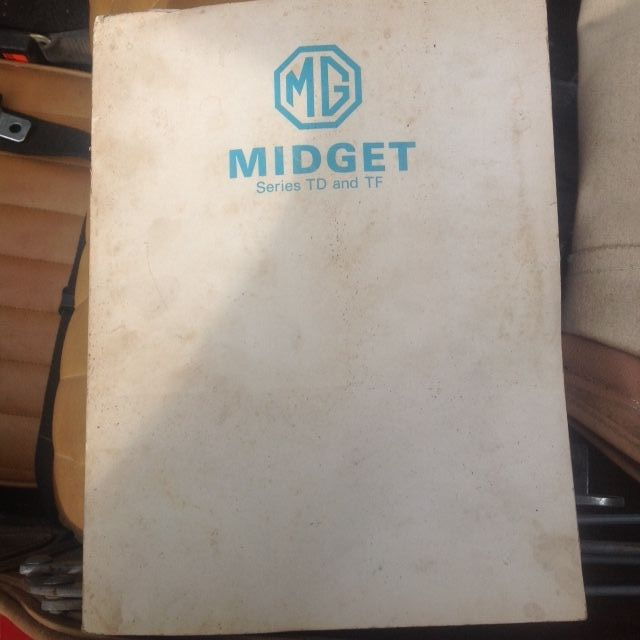 MG
MIDGET
Series TD and TF